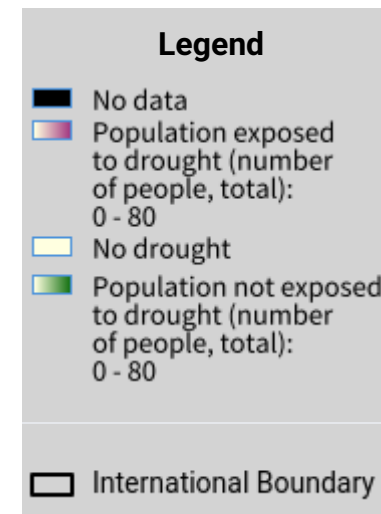 Legend
No data
Population exposed
to drought (number
of people, total):
0 - 80
No drought
Population not exposed
to drought (number
of people, total):
0 - 80
International Boundary